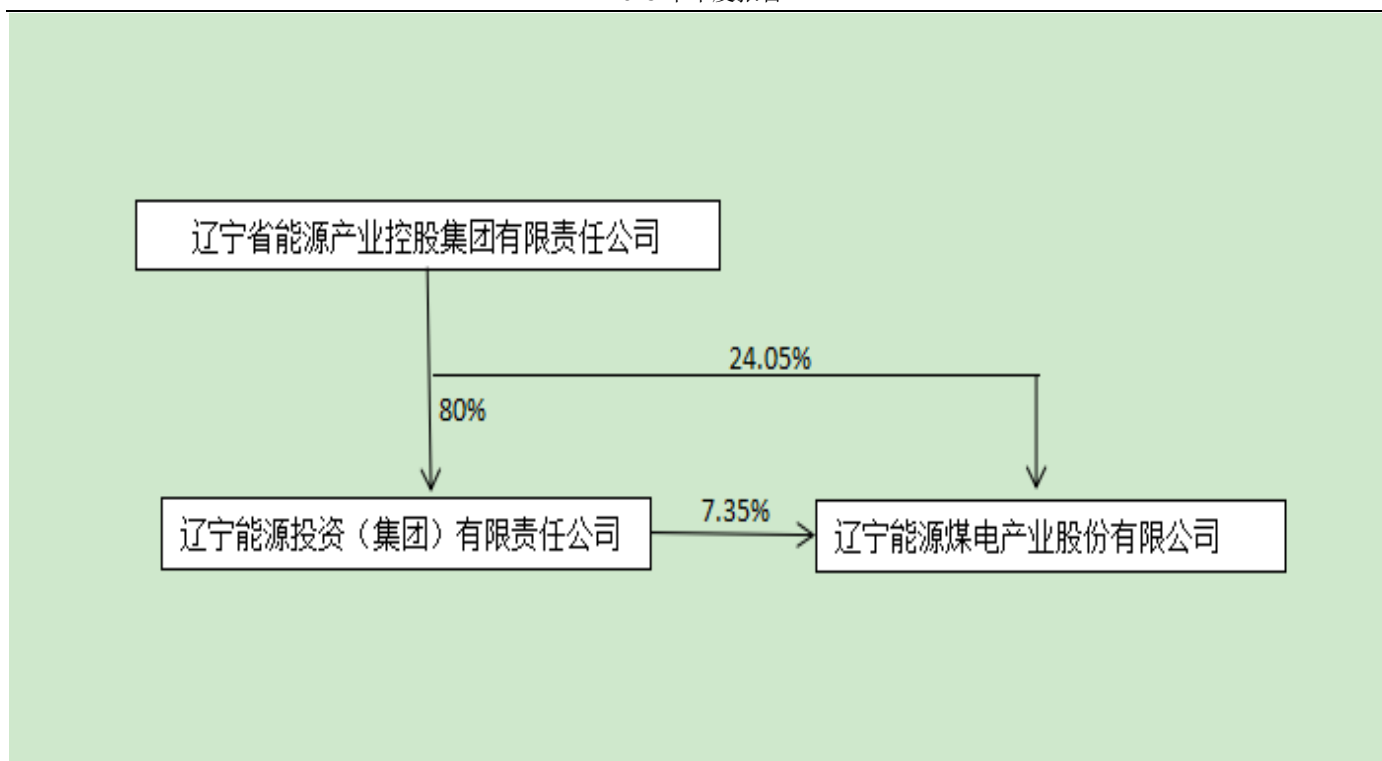 辽宁省能源产业控股集团有限责任公司
24.05%
80%
7.35%
辽宁能源投资（集团）有限责任公司
辽宁能源煤电产业股份有限公司